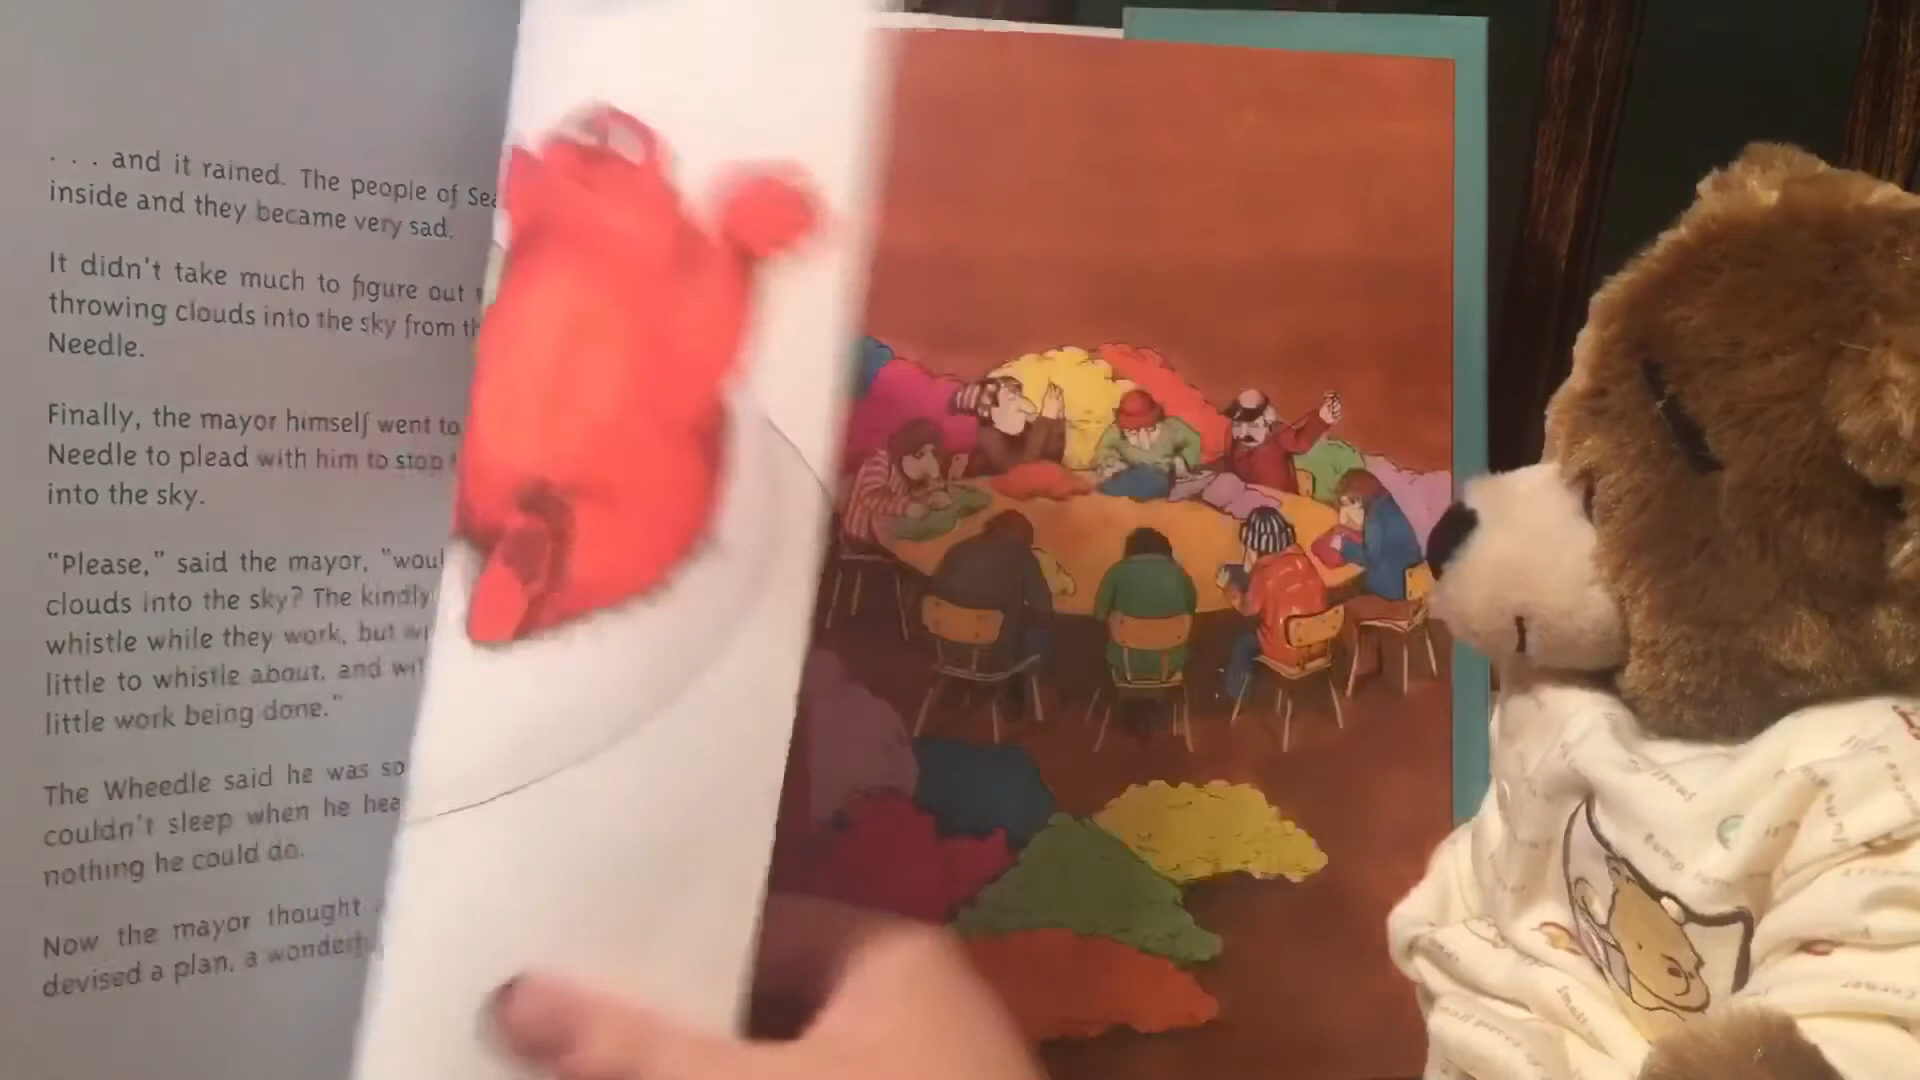 . . . and it rained. The people of Sea
inside and they became very sad.
It didn't take much to figure out
throwing clouds into the sky from th
Needle.
Finally, the mayor himself went to
Needle to plead with him to stop
into the sky.
"Please," said the mayor, "woul
clouds into the sky? The kindly
whistle while they work, but wi
little to whistle about, and wit
little work being done."
The Wheedle said he was so
couldn't sleep when he hea
nothing he could do.
Now the mayor thought
devised a plan, a wonderf